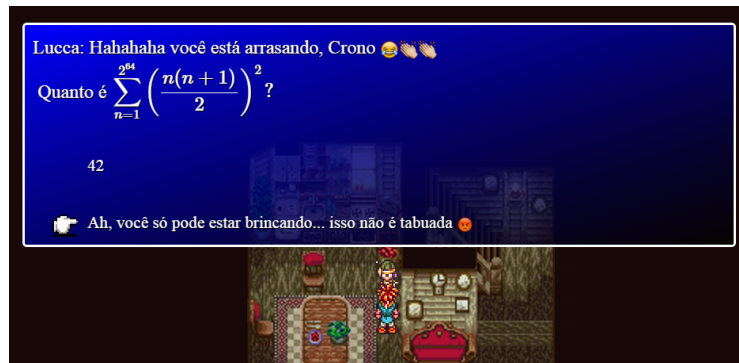 Lucca: Hahahaha você está arrasando, Crono 😂👏👏
Quanto é $\sum_{n=1}^{2^{64}} \left( \frac{n(n+1)}{2} \right)^2$?
42
Ah, você só pode estar brincando... isso não é tabuada 😡